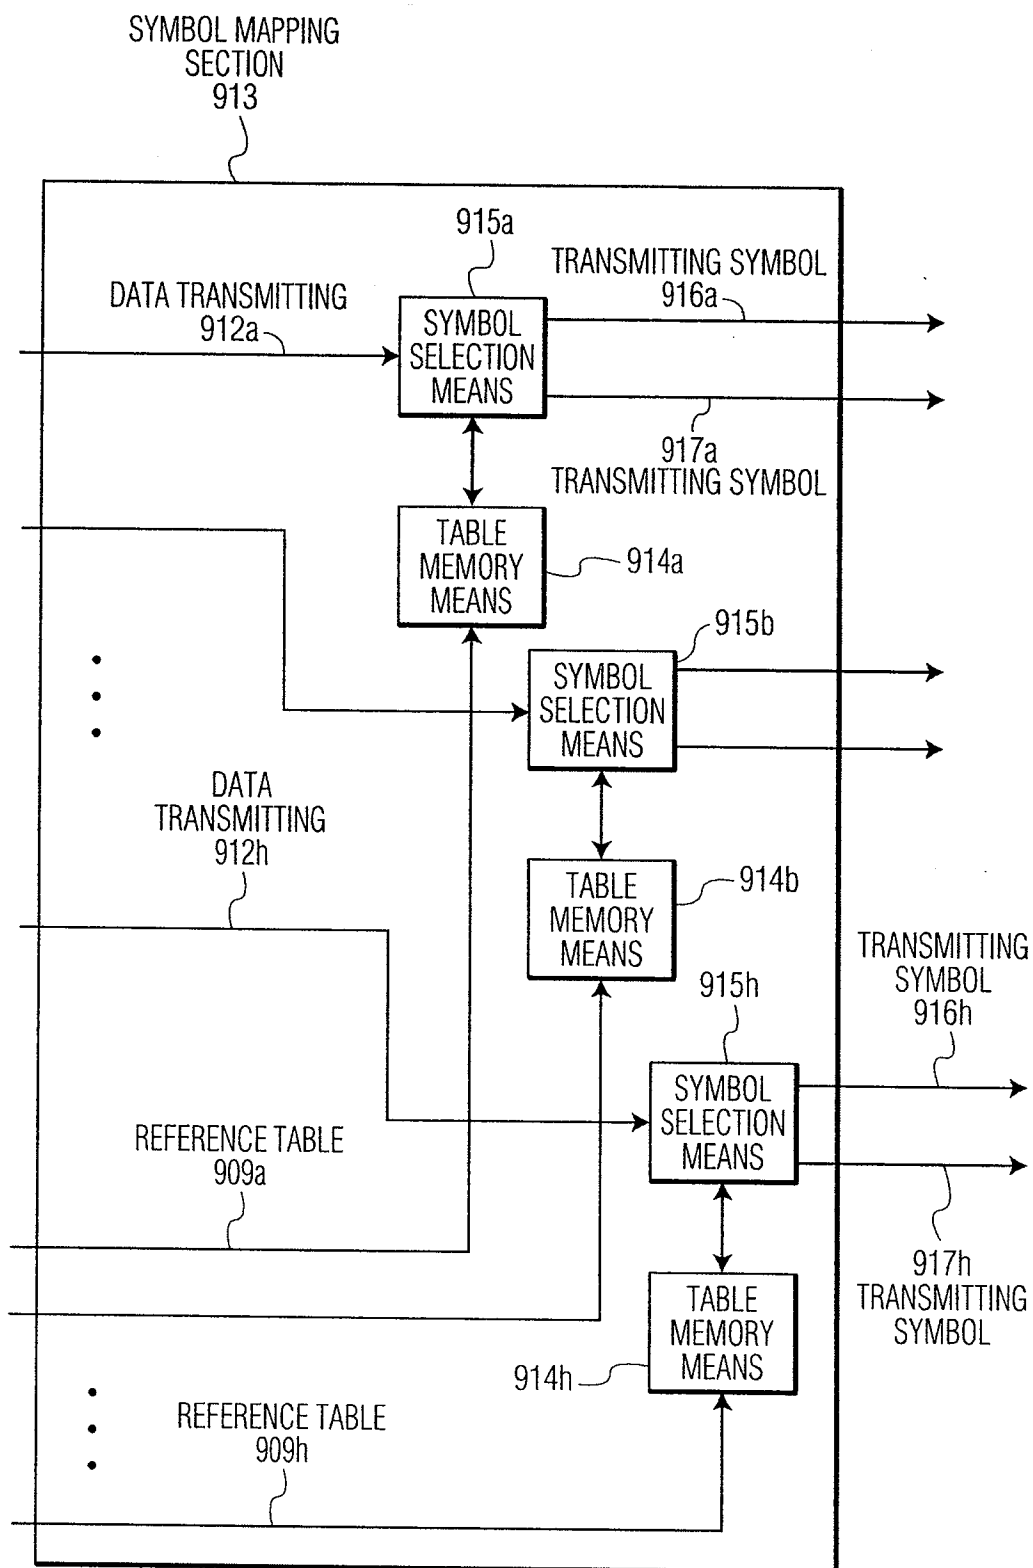 SYMBOL MAPPING
SECTION
913
915a
TRANSMITTING SYMBOL
916a
DATA TRANSMITTING
912a
SYMBOL
SELECTION
MEANS
917a
TRANSMITTING SYMBOL
TABLE
MEMORY
MEANS
914a
915b
SYMBOL
SELECTION
MEANS
DATA
TRANSMITTING
912h
TABLE
MEMORY
MEANS
914b
TRANSMITTING
SYMBOL
916h
915h
SYMBOL
SELECTION
MEANS
REFERENCE TABLE
909a
917h
TRANSMITTING
SYMBOL
TABLE
MEMORY
MEANS
914h
REFERENCE TABLE
909h